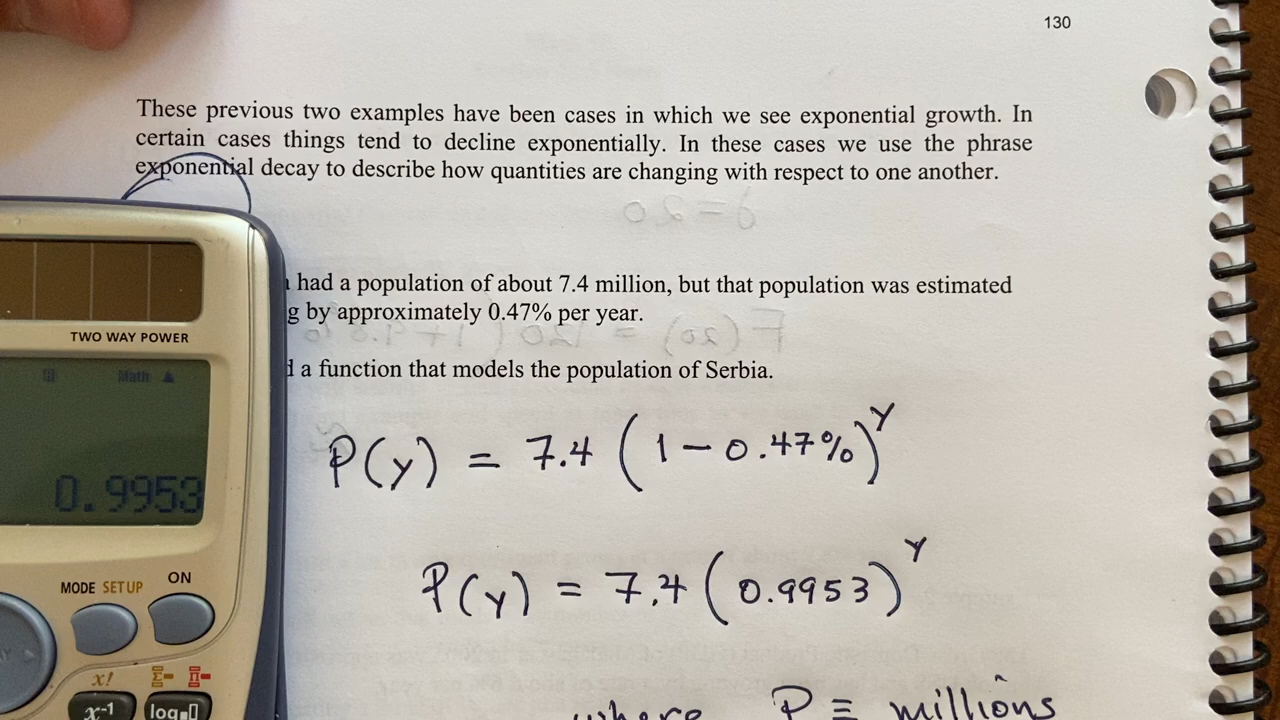 130
These previous two examples have been cases in which we see exponential growth. In
certain cases things tend to decline exponentially. In these cases we use the phrase
exponential decay to describe how quantities are changing with respect to one another.
had a population of about 7.4 million, but that population was estimated
g by approximately 0.47% per year.
a function that models the population of Serbia.
P(y) = 7.4 (1 - 0.47%)^y
P(y) = 7.4 (0.9953)^y
where P ≡ millions
TWO WAY POWER
Math ▲
0.9953
MODE SETUP ON
x!
x⁻¹ log